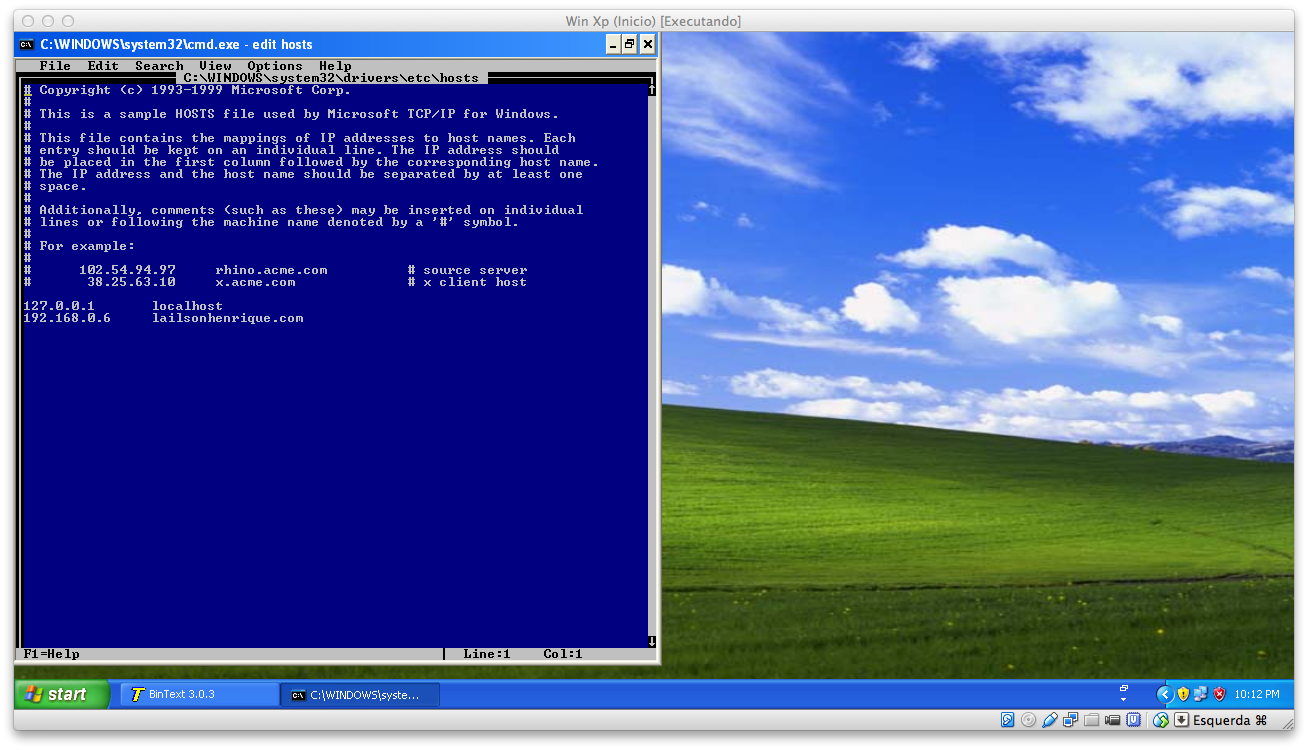 Win Xp (Inicio) [Executando]
C:\WINDOWS\system32\cmd.exe - edit hosts
File Edit Search View Options Help
C:\WINDOWS\system32\drivers\etc\hosts
# Copyright (c) 1993-1999 Microsoft Corp.
#
# This is a sample HOSTS file used by Microsoft TCP/IP for Windows.
#
# This file contains the mappings of IP addresses to host names. Each
# entry should be kept on an individual line. The IP address should
# be placed in the first column followed by the corresponding host name.
# The IP address and the host name should be separated by at least one
# space.
#
# Additionally, comments (such as these) may be inserted on individual
# lines or following the machine name denoted by a '#' symbol.
#
# For example:
#
# 102.54.94.97 rhino.acme.com # source server
# 38.25.63.10 x.acme.com # x client host
127.0.0.1 localhost
192.168.0.6 lailsonhenrique.com
F1=Help Line:1 Col:1
start BinText 3.0.3 C:\WINDOWS\syste... 10:12 PM
Esquerda ⌘